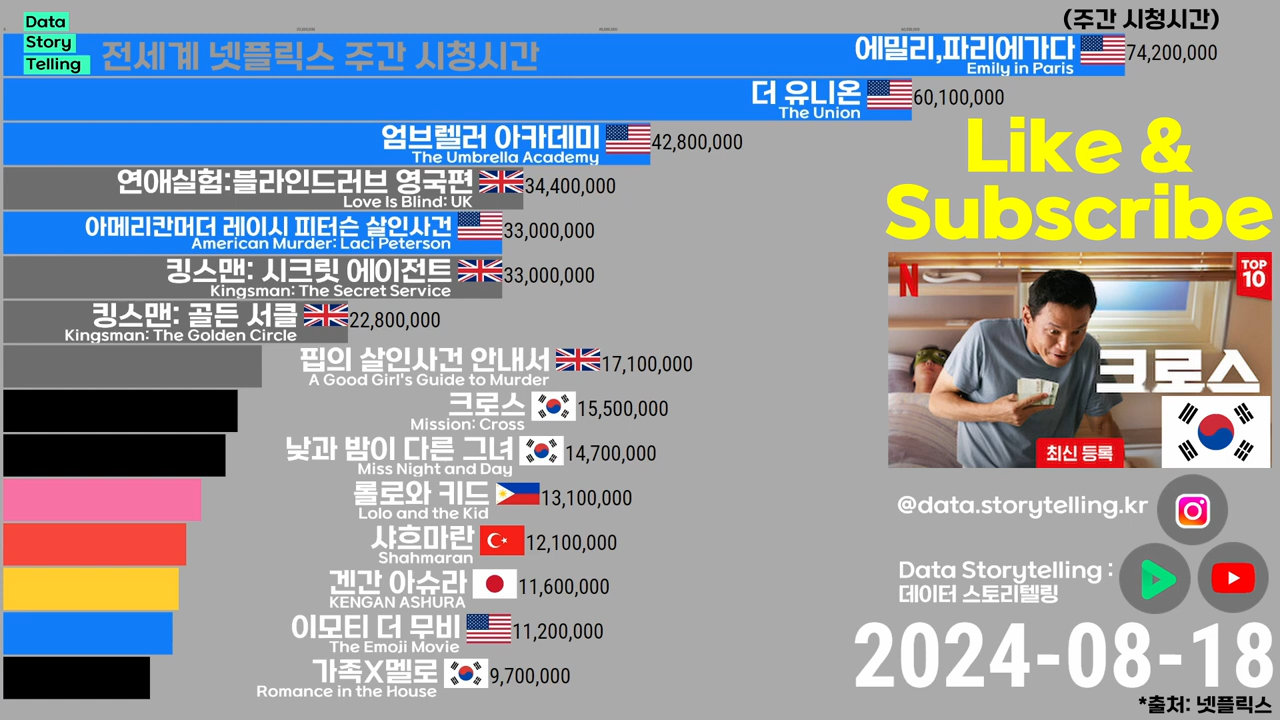 Data
Story
Telling
전세계 넷플릭스 주간 시청시간
(주간 시청시간)
에밀리,파리에가다
Emily in Paris
74,200,000
더 유니온
The Union
60,100,000
엄브렐러 아카데미
The Umbrella Academy
42,800,000
연애실험:블라인드러브 영국편
Love Is Blind: UK
34,400,000
아메리칸머더 레이시 피터슨 살인사건
American Murder: Laci Peterson
33,000,000
킹스맨: 시크릿 에이전트
Kingsman: The Secret Service
33,000,000
킹스맨: 골든 서클
Kingsman: The Golden Circle
22,800,000
핍의 살인사건 안내서
A Good Girl's Guide to Murder
17,100,000
크로스
Mission: Cross
15,500,000
낮과 밤이 다른 그녀
Miss Night and Day
14,700,000
롤로와 키드
Lolo and the Kid
13,100,000
샤흐마란
Shahmaran
12,100,000
겐간 아슈라
KENGAN ASHURA
11,600,000
이모티 더 무비
The Emoji Movie
11,200,000
가족X멜로
Romance in the House
9,700,000
Like &
Subscribe
N
TOP
10
크로스
최신 등록
@data.storytelling.kr
Data Storytelling :
데이터 스토리텔링
2024-08-18
*출처: 넷플릭스